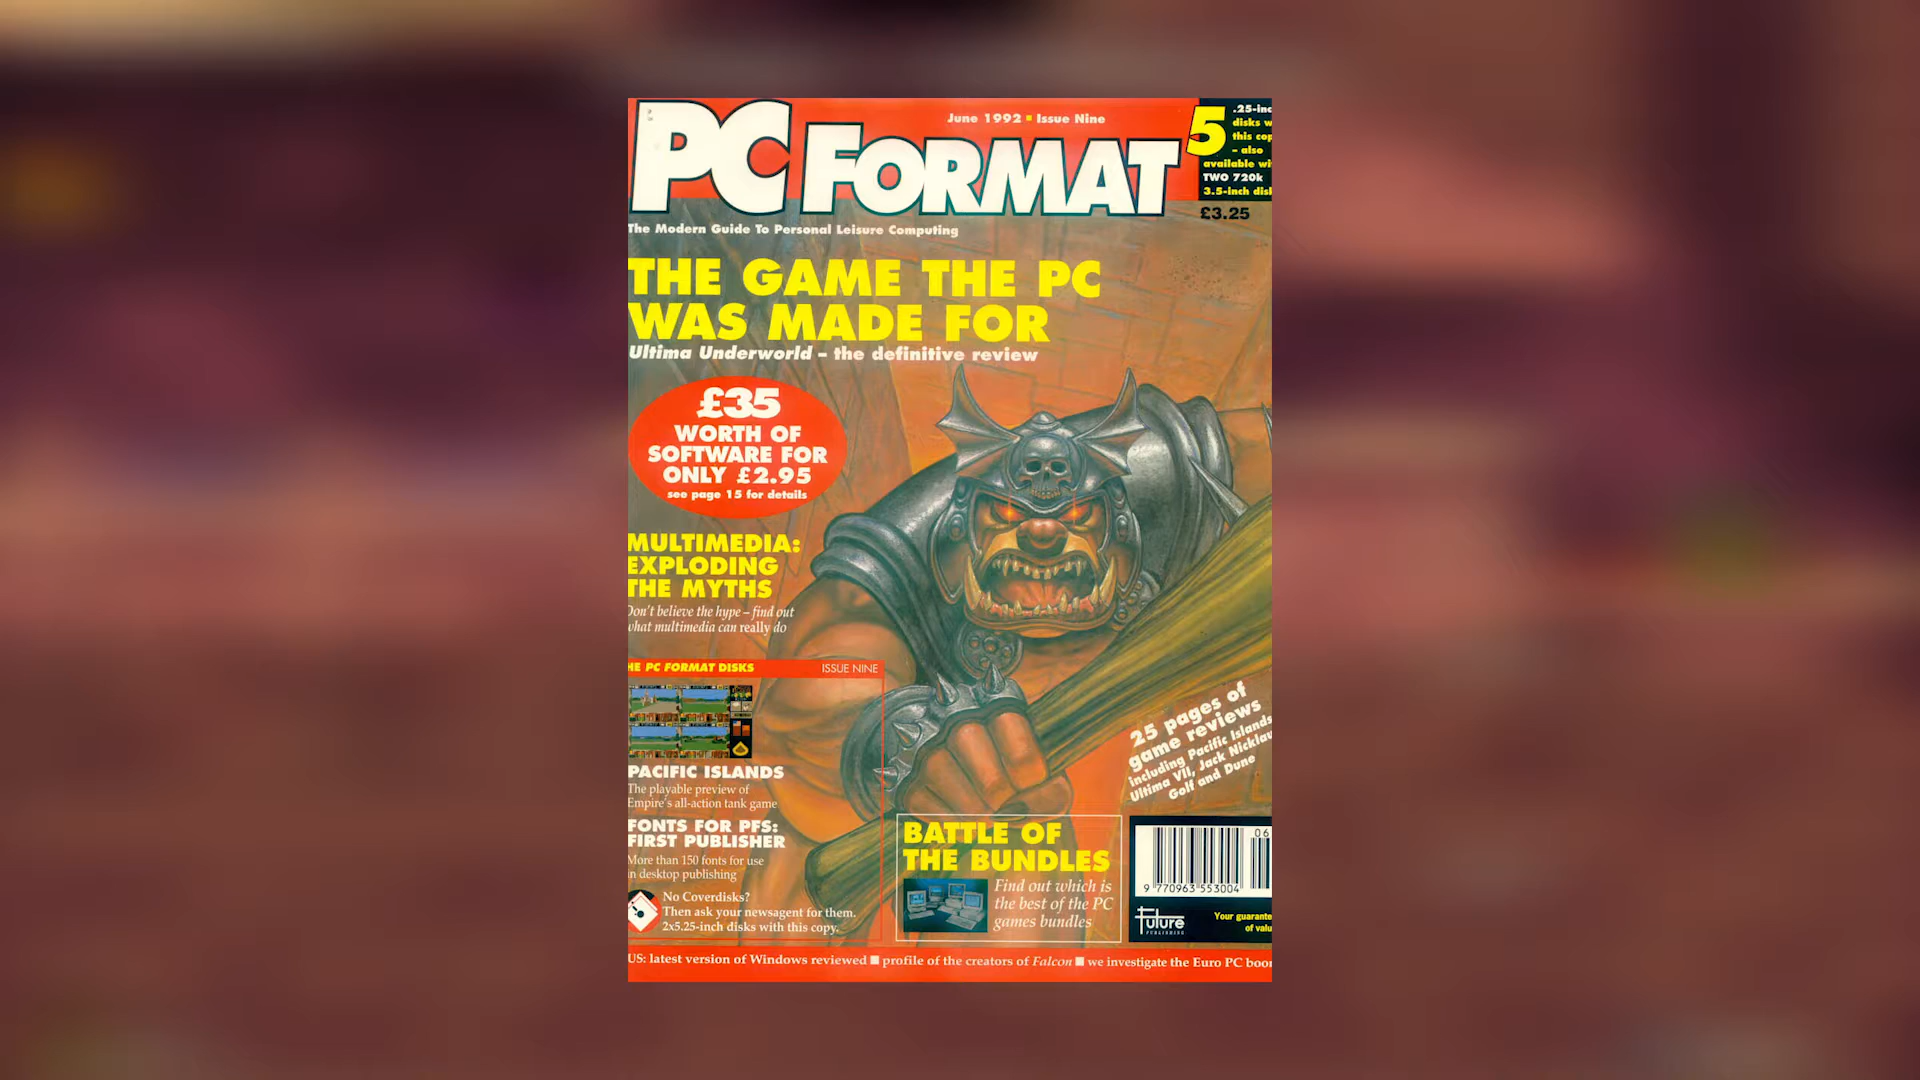 June 1992 ▪ Issue Nine
PC FORMAT
5 .25-inc
disks w
this cop
– also
available wi
TWO 720k
3.5-inch disk
£3.25
The Modern Guide To Personal Leisure Computing
THE GAME THE PC
WAS MADE FOR
Ultima Underworld – the definitive review
£35
WORTH OF
SOFTWARE FOR
ONLY £2.95
see page 15 for details
MULTIMEDIA:
EXPLODING
THE MYTHS
Don't believe the hype – find out
what multimedia can really do
HE PC FORMAT DISKS ISSUE NINE
PACIFIC ISLANDS
The playable preview of
Empire's all-action tank game
FONTS FOR PFS:
FIRST PUBLISHER
More than 150 fonts for use
in desktop publishing
No Coverdisks?
Then ask your newsagent for them.
2x5.25-inch disks with this copy.
25 pages of
game reviews
including Pacific Islands,
Ultima VII, Jack Nicklau
Golf and Dune
BATTLE OF
THE BUNDLES
Find out which is
the best of the PC
games bundles
06
9 770963 553004
Future
PUBLISHING
Your guarante
of valu
US: latest version of Windows reviewed ■ profile of the creators of Falcon ■ we investigate the Euro PC boor